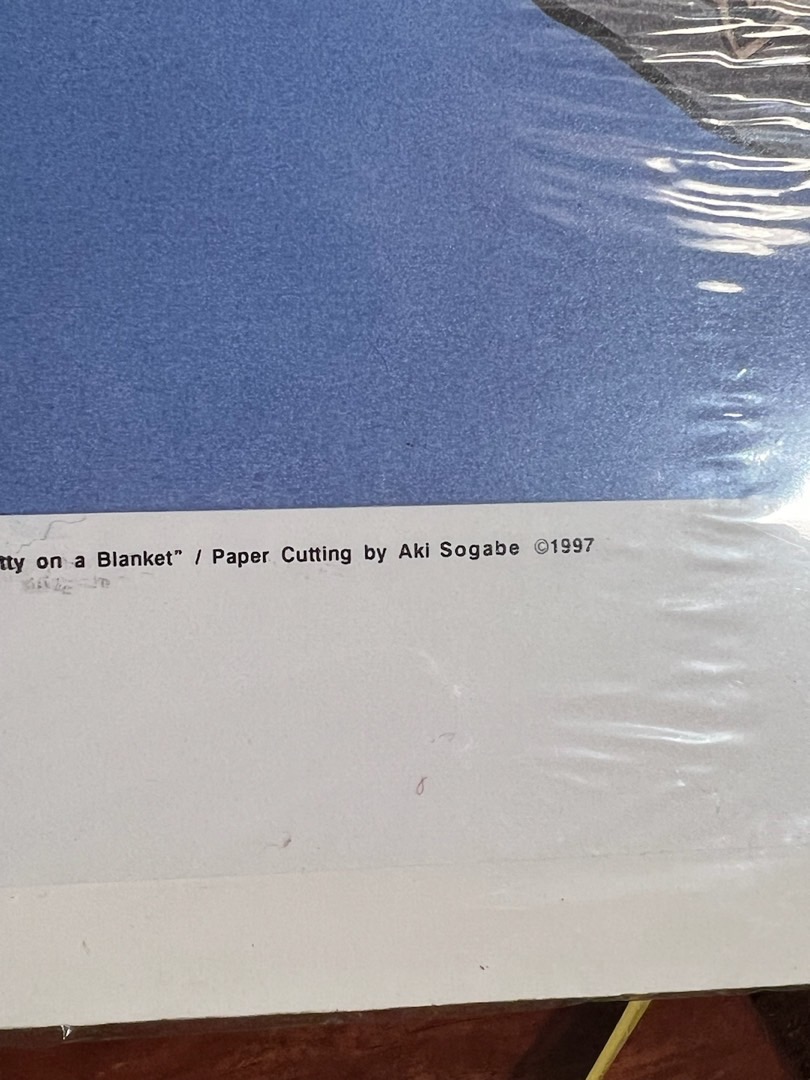 tty on a Blanket” / Paper Cutting by Aki Sogabe ©1997